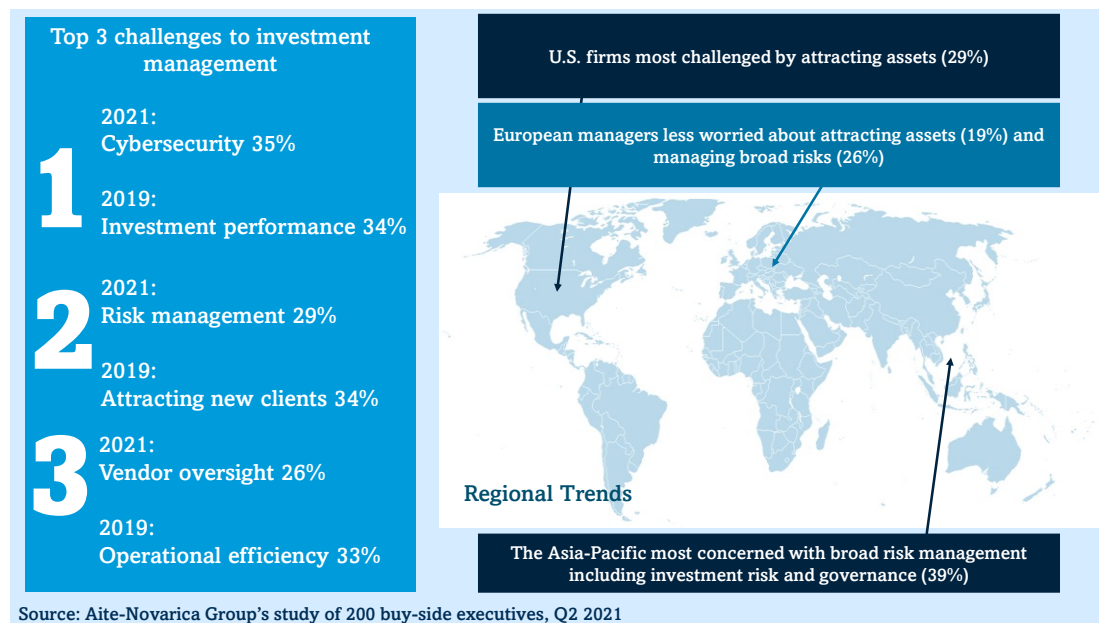 Top 3 challenges to investment
management
1
2021:
Cybersecurity 35%
2019:
Investment performance 34%
2
2021:
Risk management 29%
2019:
Attracting new clients 34%
3
2021:
Vendor oversight 26%
2019:
Operational efficiency 33%
U.S. firms most challenged by attracting assets (29%)
European managers less worried about attracting assets (19%) and
managing broad risks (26%)
Regional Trends
The Asia-Pacific most concerned with broad risk management
including investment risk and governance (39%)
Source: Aite-Novarica Group’s study of 200 buy-side executives, Q2 2021